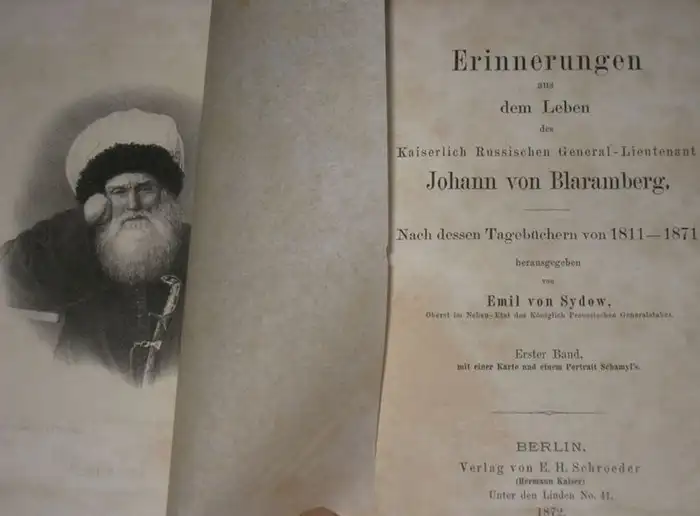 Erinnerungen
aus
dem Leben
des
Kaiserlich Russischen General-Lieutenant
Johann von Blaramberg.
Nach dessen Tagebüchern von 1811—1871
herausgegeben
von
Emil von Sydow,
Oberst im Neben-Etat des Königlich Preussischen Generalstabes.
Erster Band,
mit einer Karte und einem Portrait Schamyl's.
BERLIN.
Verlag von E. H. Schroeder
(Hermann Kaiser)
Unter den Linden No. 41.
1872.